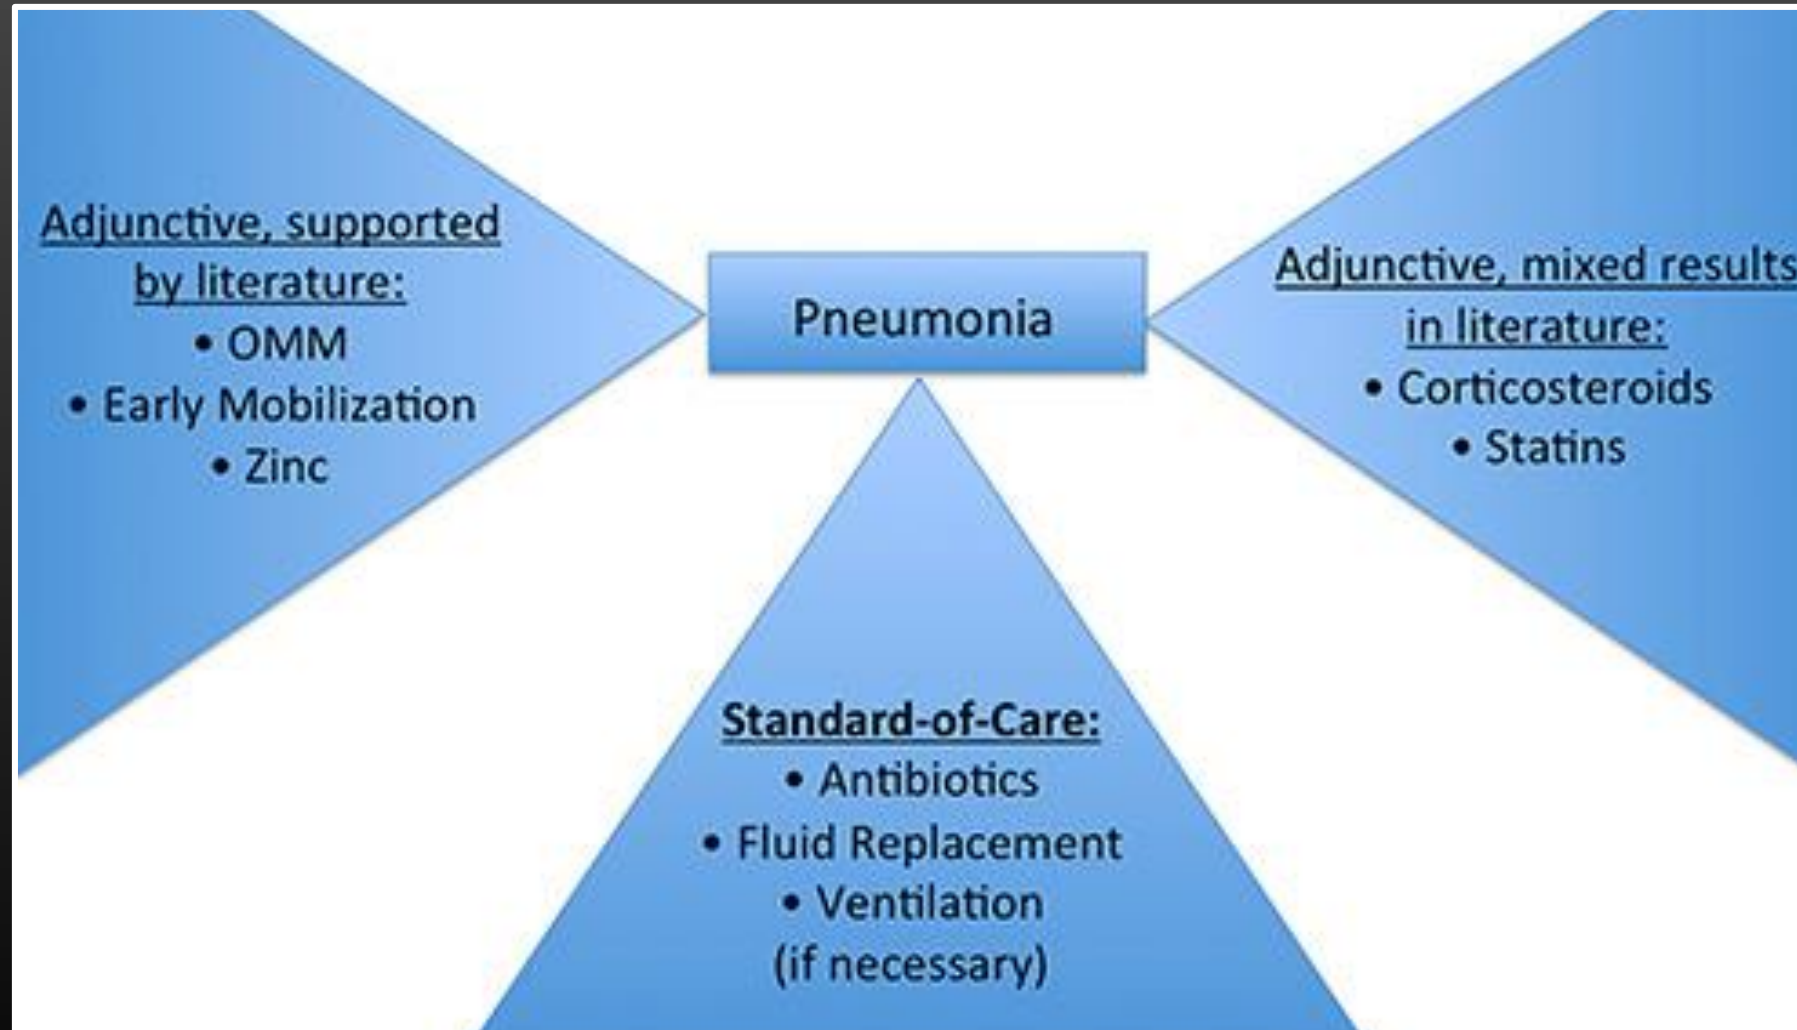 Adjunctive, supported
by literature:
• OMM
• Early Mobilization
• Zinc
Pneumonia
Adjunctive, mixed results
in literature:
• Corticosteroids
• Statins
Standard-of-Care:
• Antibiotics
• Fluid Replacement
• Ventilation
(if necessary)